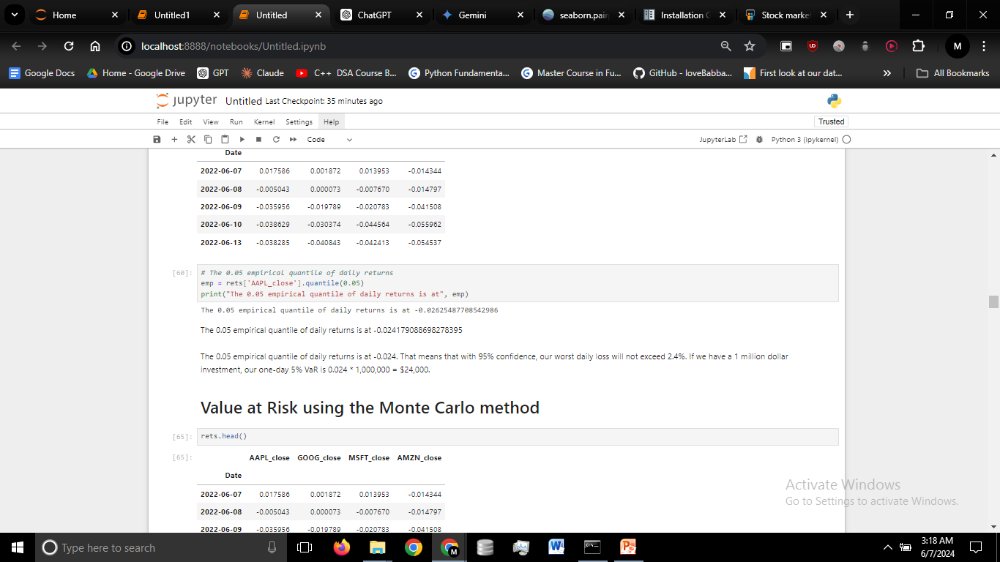 Home
Untitled1
Untitled
ChatGPT
Gemini
seaborn.pair
Installation
Stock market
localhost:8888/notebooks/Untitled.ipynb
M
Google Docs
Home - Google Drive
GPT
Claude
C++ DSA Course B...
Python Fundamenta...
Master Course in Fu...
GitHub - loveBabba...
First look at our dat...
All Bookmarks
jupyter Untitled Last Checkpoint: 35 minutes ago
File Edit View Run Kernel Settings Help
Trusted
Code
JupyterLab
Python 3 (ipykernel)
Date
2022-06-07 0.017586 0.001872 0.013953 -0.014344
2022-06-08 -0.005043 0.000073 -0.007670 -0.014797
2022-06-09 -0.035956 -0.019789 -0.020783 -0.041508
2022-06-10 -0.038629 -0.030374 -0.044564 -0.055962
2022-06-13 -0.038285 -0.040843 -0.042413 -0.054537
[60]: # The 0.05 empirical quantile of daily returns
emp = rets['AAPL_close'].quantile(0.05)
print("The 0.05 empirical quantile of daily returns is at", emp)
The 0.05 empirical quantile of daily returns is at -0.02625487708542986
The 0.05 empirical quantile of daily returns is at -0.024179088698278395
The 0.05 empirical quantile of daily returns is at -0.024. That means that with 95% confidence, our worst daily loss will not exceed 2.4%. If we have a 1 million dollar
investment, our one-day 5% VaR is 0.024 * 1,000,000 = $24,000.
Value at Risk using the Monte Carlo method
[65]: rets.head()
[65]: AAPL_close GOOG_close MSFT_close AMZN_close
Date
2022-06-07 0.017586 0.001872 0.013953 -0.014344
2022-06-08 -0.005043 0.000073 -0.007670 -0.014797
2022-06-09 -0.035956 -0.019789 -0.020783 -0.041508
Activate Windows
Go to Settings to activate Windows.
Type here to search
3:18 AM
6/7/2024